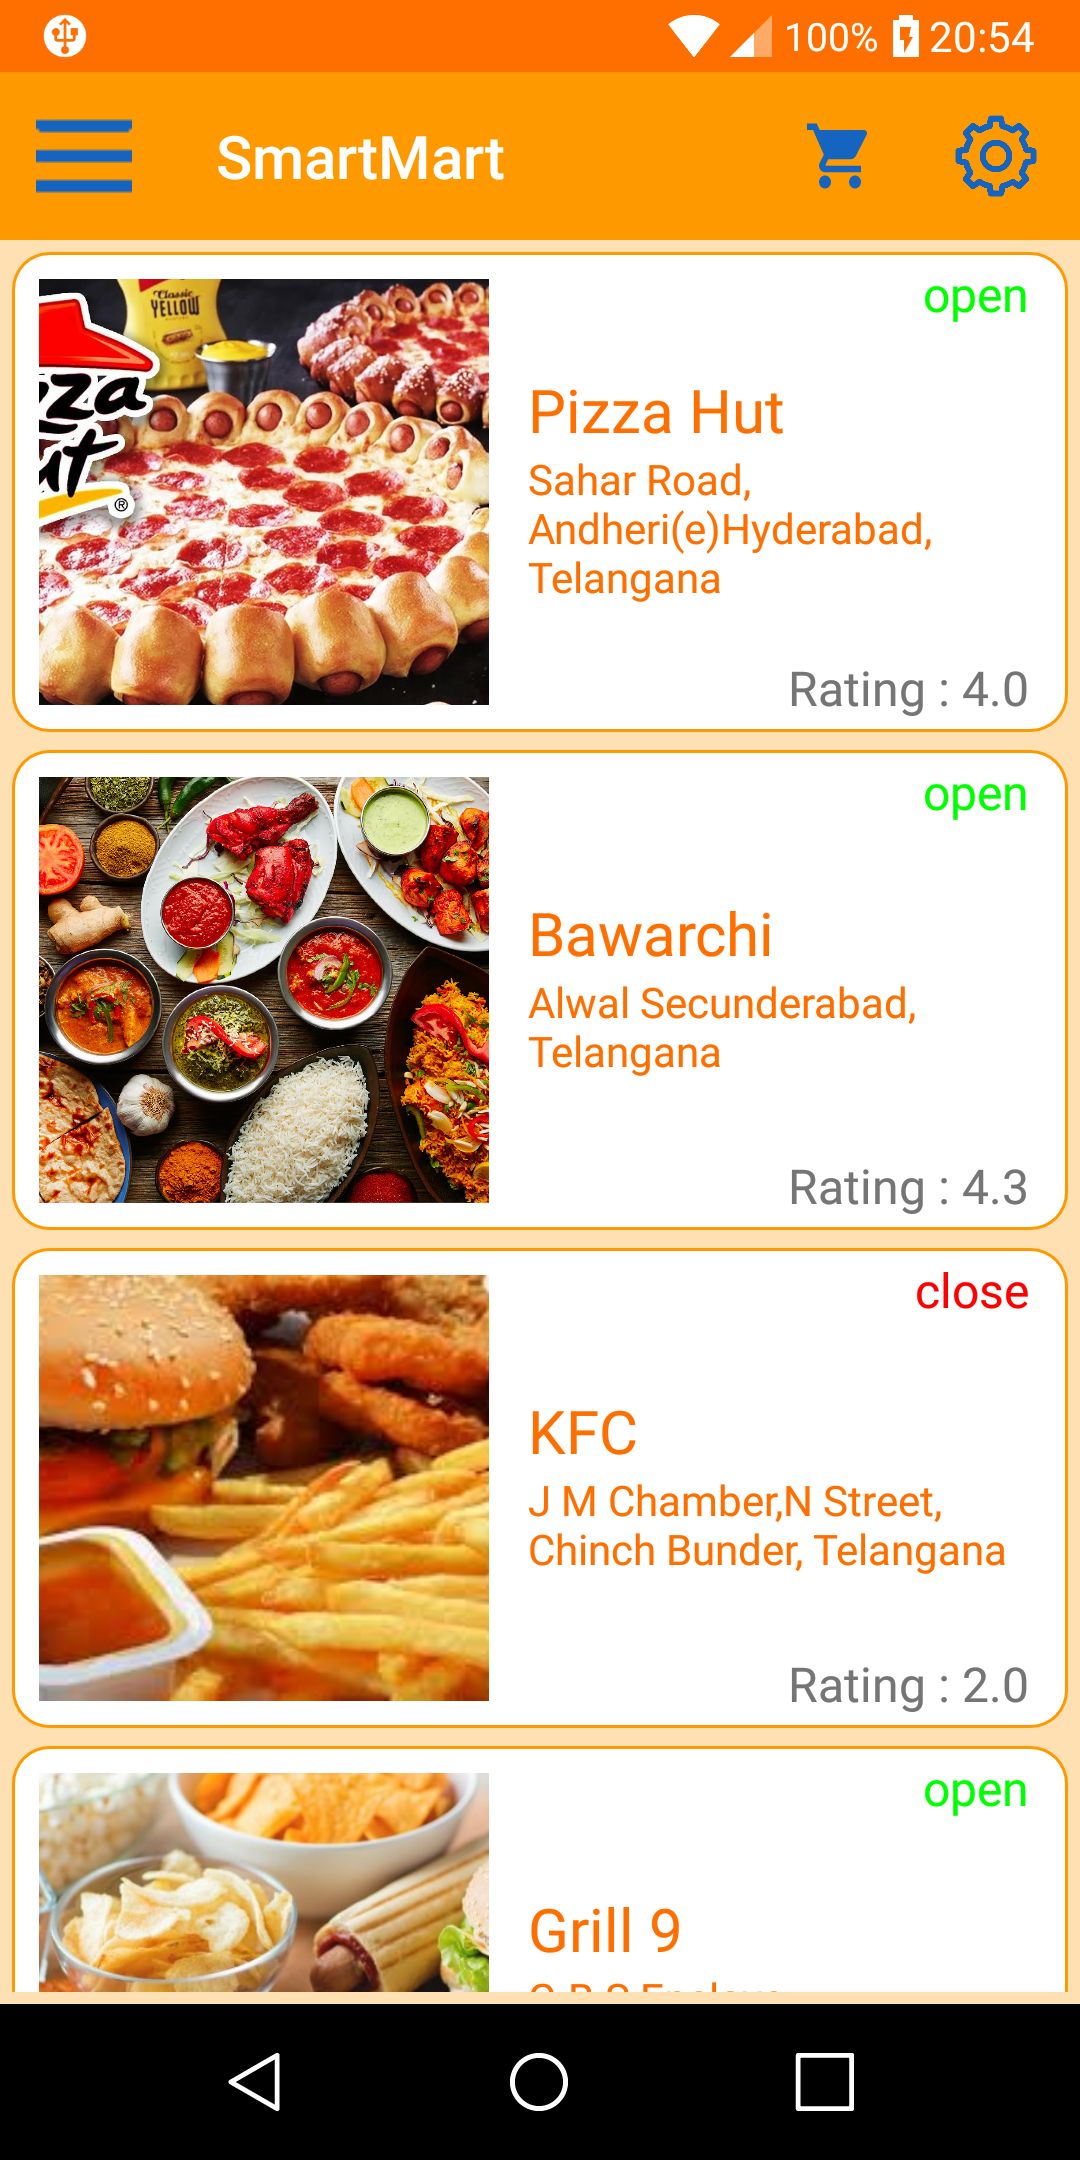 100% 20:54
SmartMart
Classic
YELLOW
zza
ut
®
open
Pizza Hut
Sahar Road,
Andheri(e)Hyderabad,
Telangana
Rating : 4.0
open
Bawarchi
Alwal Secunderabad,
Telangana
Rating : 4.3
close
KFC
J M Chamber,N Street,
Chinch Bunder, Telangana
Rating : 2.0
open
Grill 9